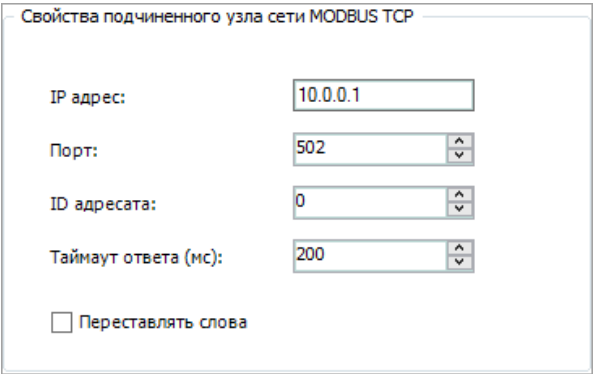 Свойства подчиненного узла сети MODBUS TCP
IP адрес: 10.0.0.1
Порт: 502
ID адресата: 0
Таймаут ответа (мс): 200
Переставлять слова